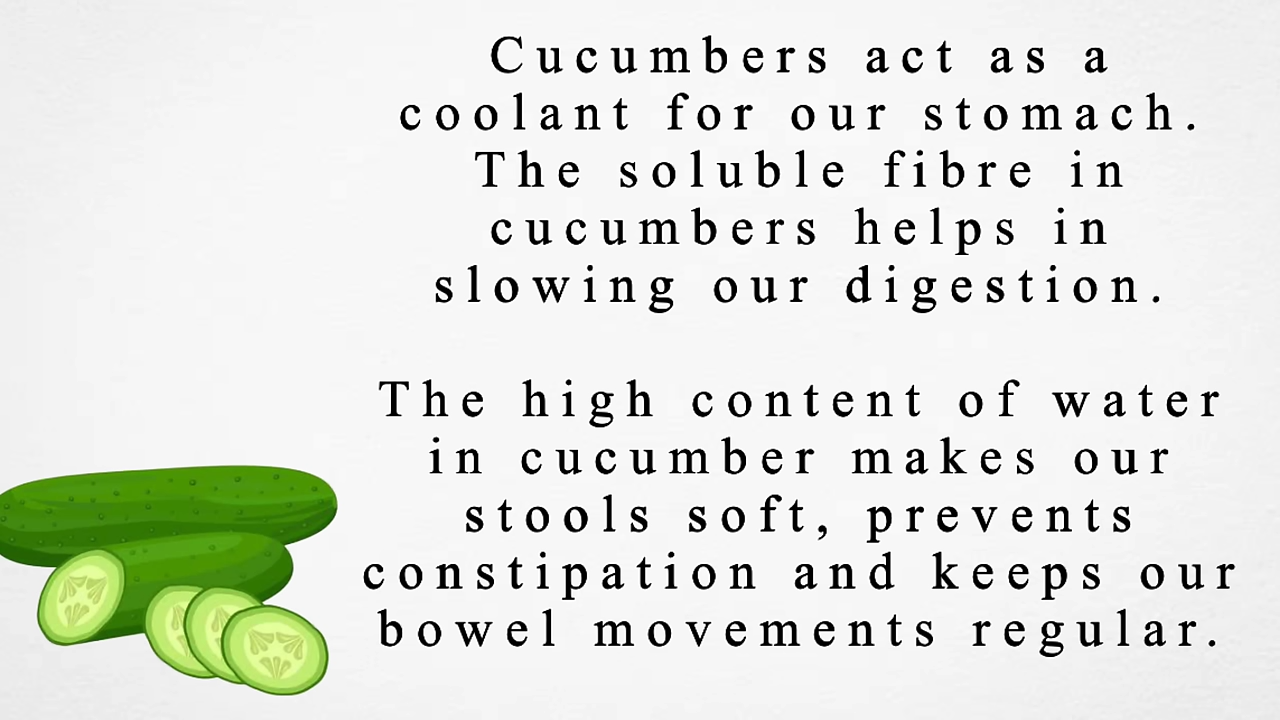 Cucumbers act as a
coolant for our stomach.
The soluble fibre in
cucumbers helps in
slowing our digestion.
The high content of water
in cucumber makes our
stools soft, prevents
constipation and keeps our
bowel movements regular.